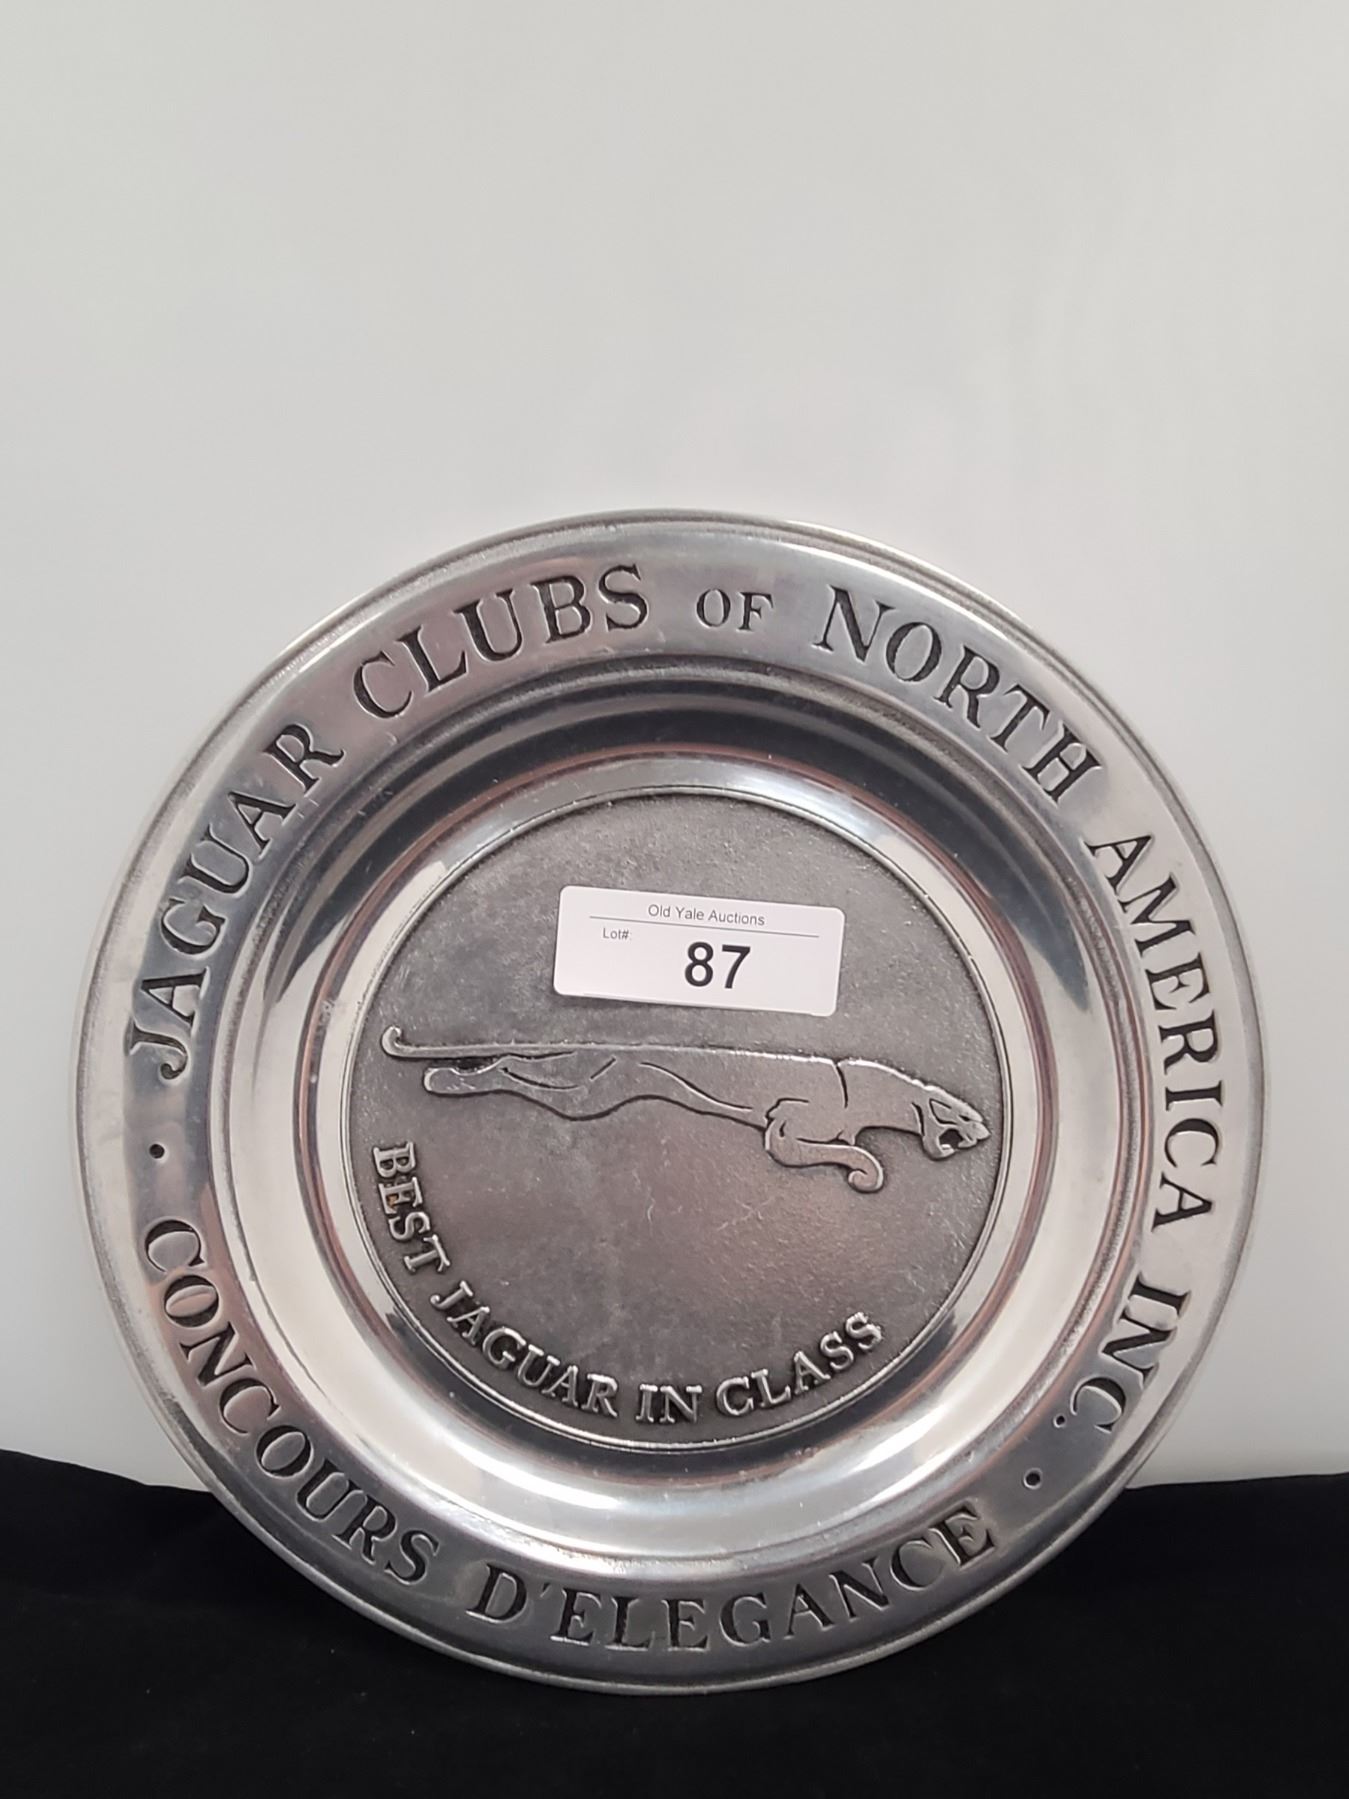 JAGUAR CLUBS OF NORTH AMERICA INC.
Old Yale Auctions
Lot#:
87
BEST JAGUAR IN CLASS
CONCOURS D'ELEGANCE